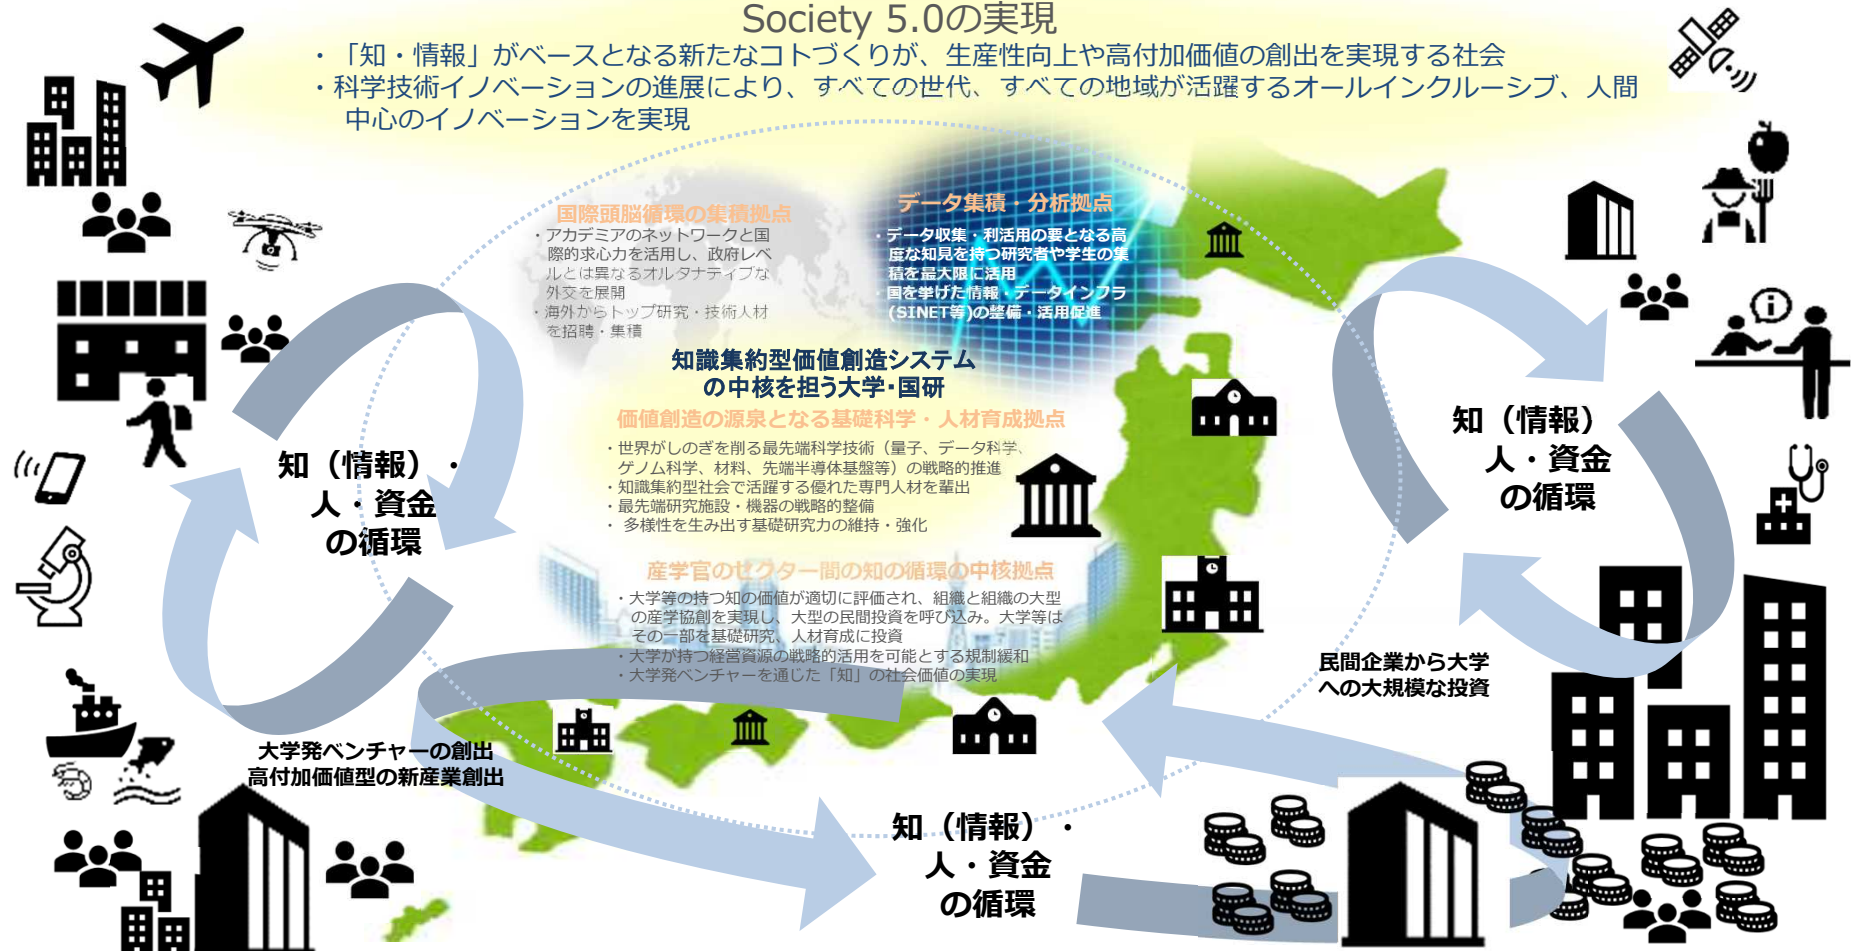 Society 5.0の実現
・「知・情報」がベースとなる新たなコトづくりが、生産性向上や高付加価値の創出を実現する社会
・科学技術イノベーションの進展により、すべての世代、すべての地域が活躍するオールインクルーシブ、人間
中心のイノベーションを実現
国際頭脳循環の集積拠点
・アカデミアのネットワークと国
際的求心力を活用し、政府レベ
ルとは異なるオルタナティブな
外交を展開
・海外からトップ研究・技術人材
を招聘・集積
データ集積・分析拠点
・データ収集・利活用の要となる高
度な知見を持つ研究者や学生の集
積を最大限に活用
・国を挙げた情報・データインフラ
(SINET等)の整備・活用促進
知識集約型価値創造システム
の中核を担う大学・国研
価値創造の源泉となる基礎科学・人材育成拠点
・世界がしのぎを削る最先端科学技術（量子、データ科学、
ゲノム科学、材料、先端半導体基盤等）の戦略的推進
・知識集約型社会で活躍する優れた専門人材を輩出
・最先端研究施設・機器の戦略的整備
・ 多様性を生み出す基礎研究力の維持・強化
産学官のセクター間の知の循環の中核拠点
・大学等の持つ知の価値が適切に評価され、組織と組織の大型
の産学協創を実現し、大型の民間投資を呼び込み。大学等は
その一部を基礎研究、人材育成に投資
・大学が持つ経営資源の戦略的活用を可能とする規制緩和
・大学発ベンチャーを通じた「知」の社会価値の実現
知（情報）・
人・資金
の循環
知（情報）
人・資金
の循環
民間企業から大学
への大規模な投資
大学発ベンチャーの創出
高付加価値型の新産業創出
知（情報）・
人・資金
の循環